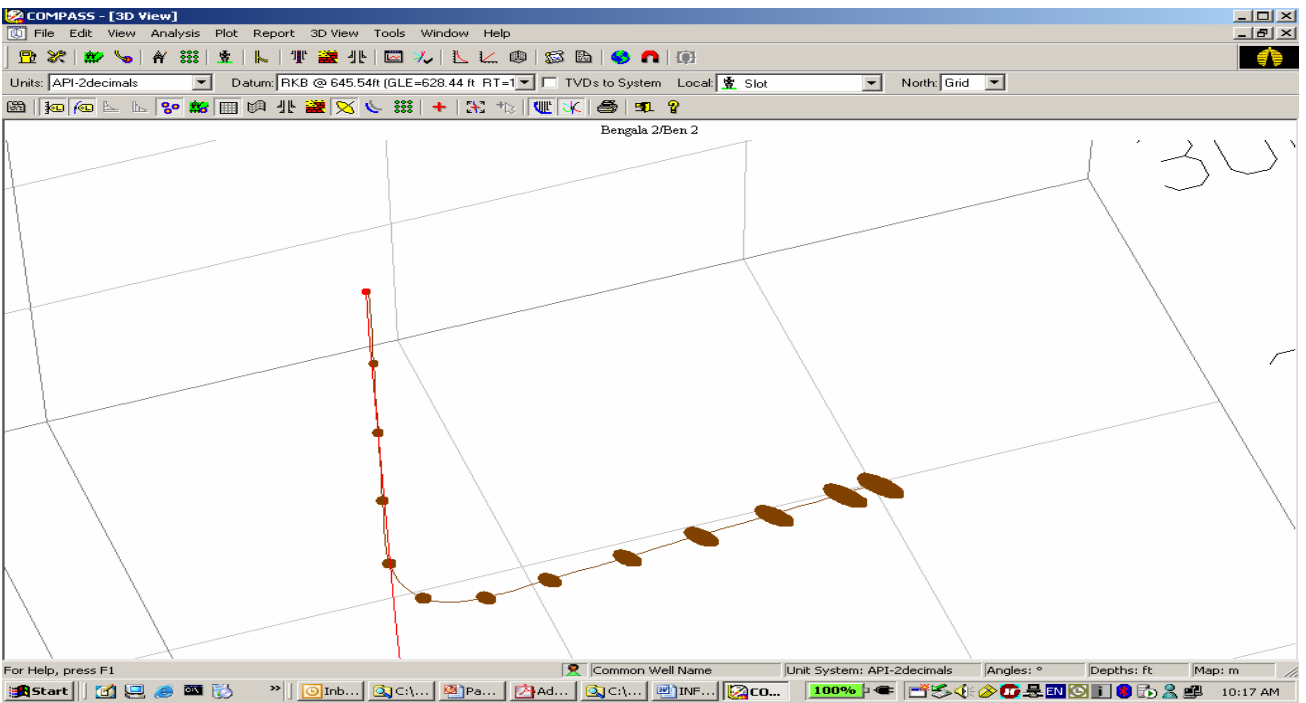 COMPASS - [3D View]
File Edit View Analysis Plot Report 3D View Tools Window Help
Units: API-2decimals Datum: RKB @ 645.54ft (GLE=628.44 ft RT=1 TVDs to System Local: Slot North: Grid
Bengala 2/Ben 2
30
For Help, press F1 Common Well Name Unit System: API-2decimals Angles: ° Depths: ft Map: m
Start » Inb... C:\... Pa... Ad... C:\... INF... CO... 100% EN 10:17 AM